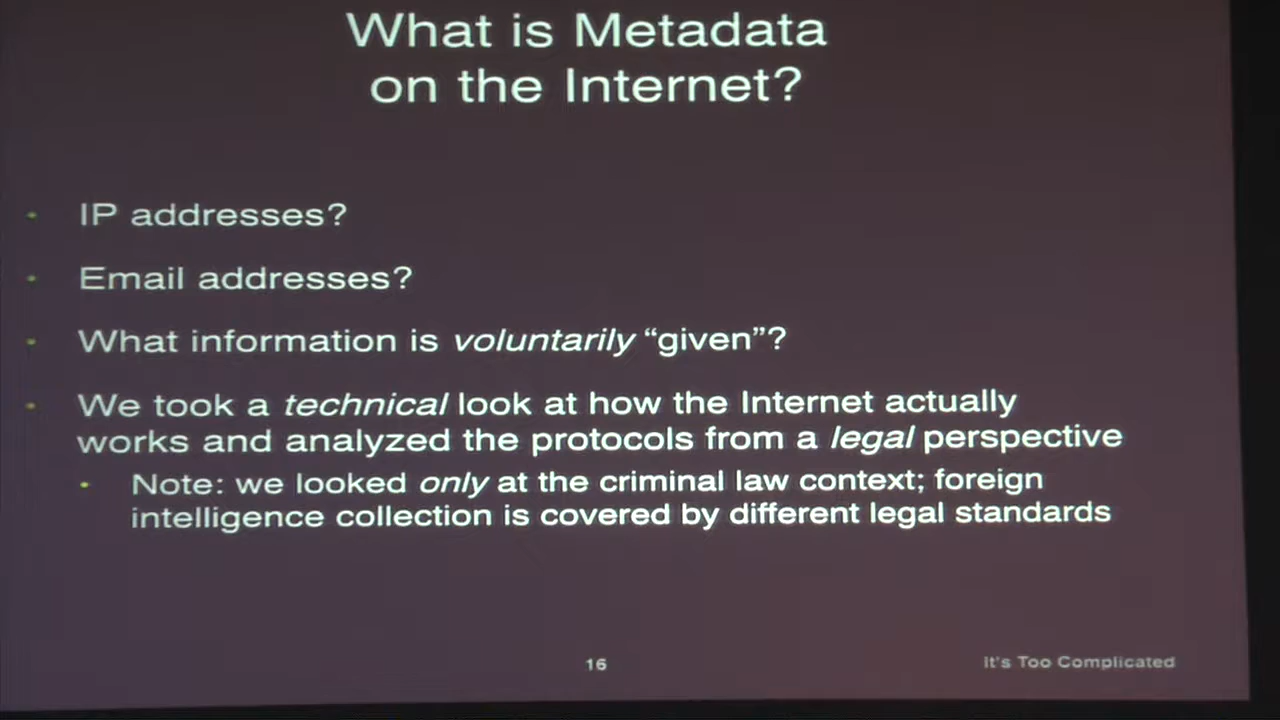 What is Metadata
on the Internet?
• IP addresses?
• Email addresses?
• What information is voluntarily “given”?
• We took a technical look at how the Internet actually
works and analyzed the protocols from a legal perspective
• Note: we looked only at the criminal law context; foreign
intelligence collection is covered by different legal standards
16
It's Too Complicated